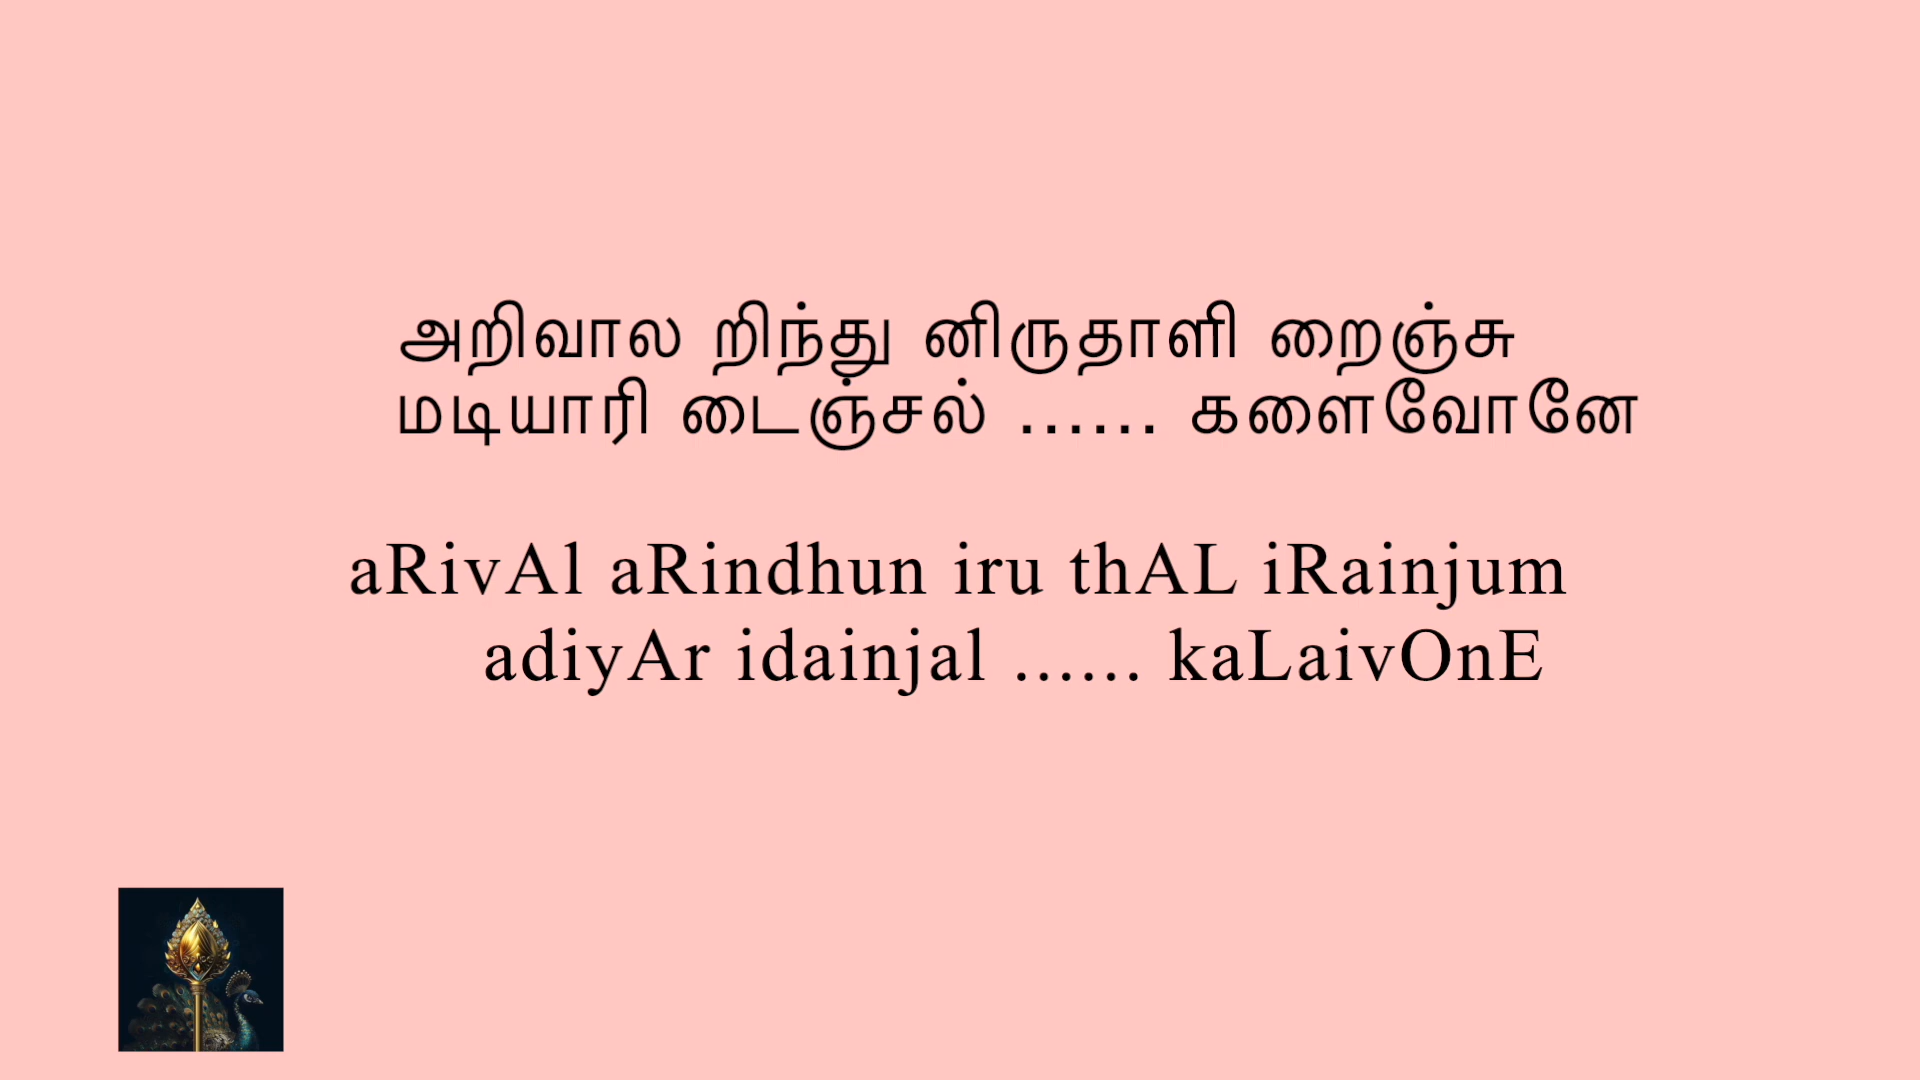 அறிவால றிந்து னிருதாளி றைஞ்சு
மடியாரி டைஞ்சல் ...... களைவோனே
aRivAl aRindhun iru thAL iRainjum
adiyAr idainjal ...... kaLaivOnE